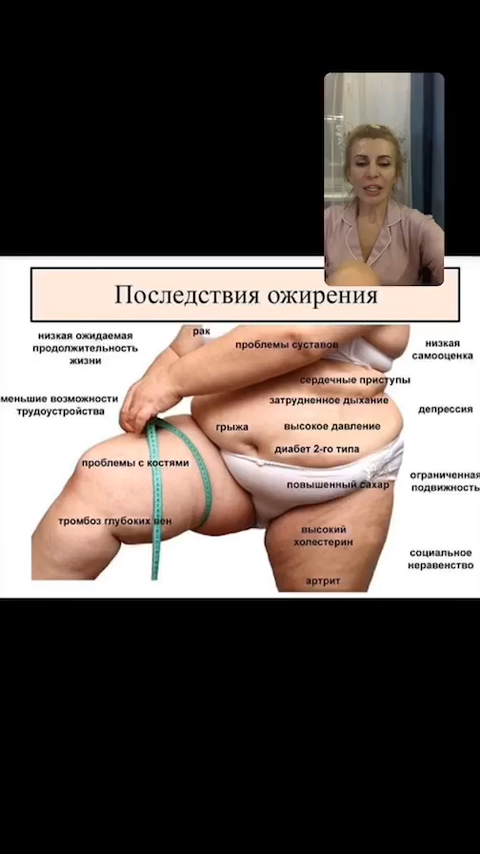 Последствия ожирения
низкая ожидаемая
продолжительность
жизни
рак
проблемы суставов
низкая
самооценка
сердечные приступы
меньшие возможности
трудоустройства
затрудненное дыхание
депрессия
грыжа
высокое давление
диабет 2-го типа
проблемы с костями
повышенный сахар
ограниченная
подвижность
тромбоз глубоких вен
высокий
холестерин
социальное
неравенство
артрит